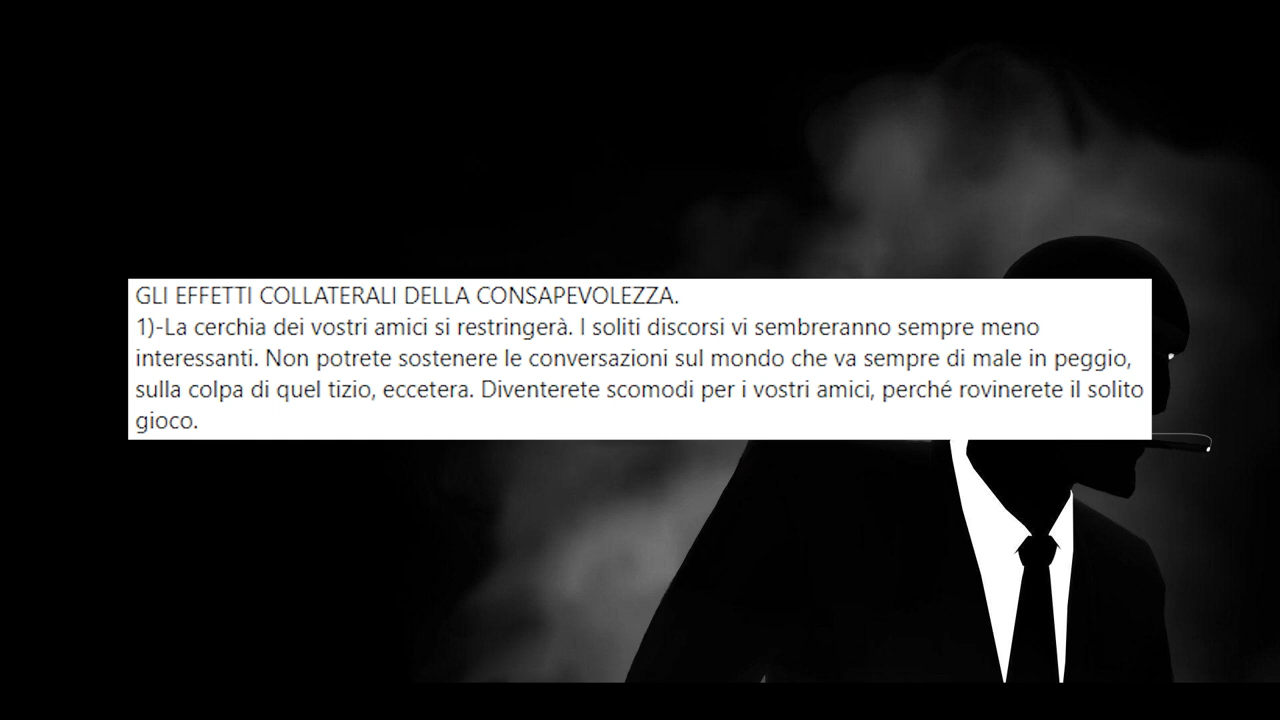 GLI EFFETTI COLLATERALI DELLA CONSAPEVOLEZZA.
1)-La cerchia dei vostri amici si restringerà. I soliti discorsi vi sembreranno sempre meno
interessanti. Non potrete sostenere le conversazioni sul mondo che va sempre di male in peggio,
sulla colpa di quel tizio, eccetera. Diventerete scomodi per i vostri amici, perché rovinerete il solito
gioco.